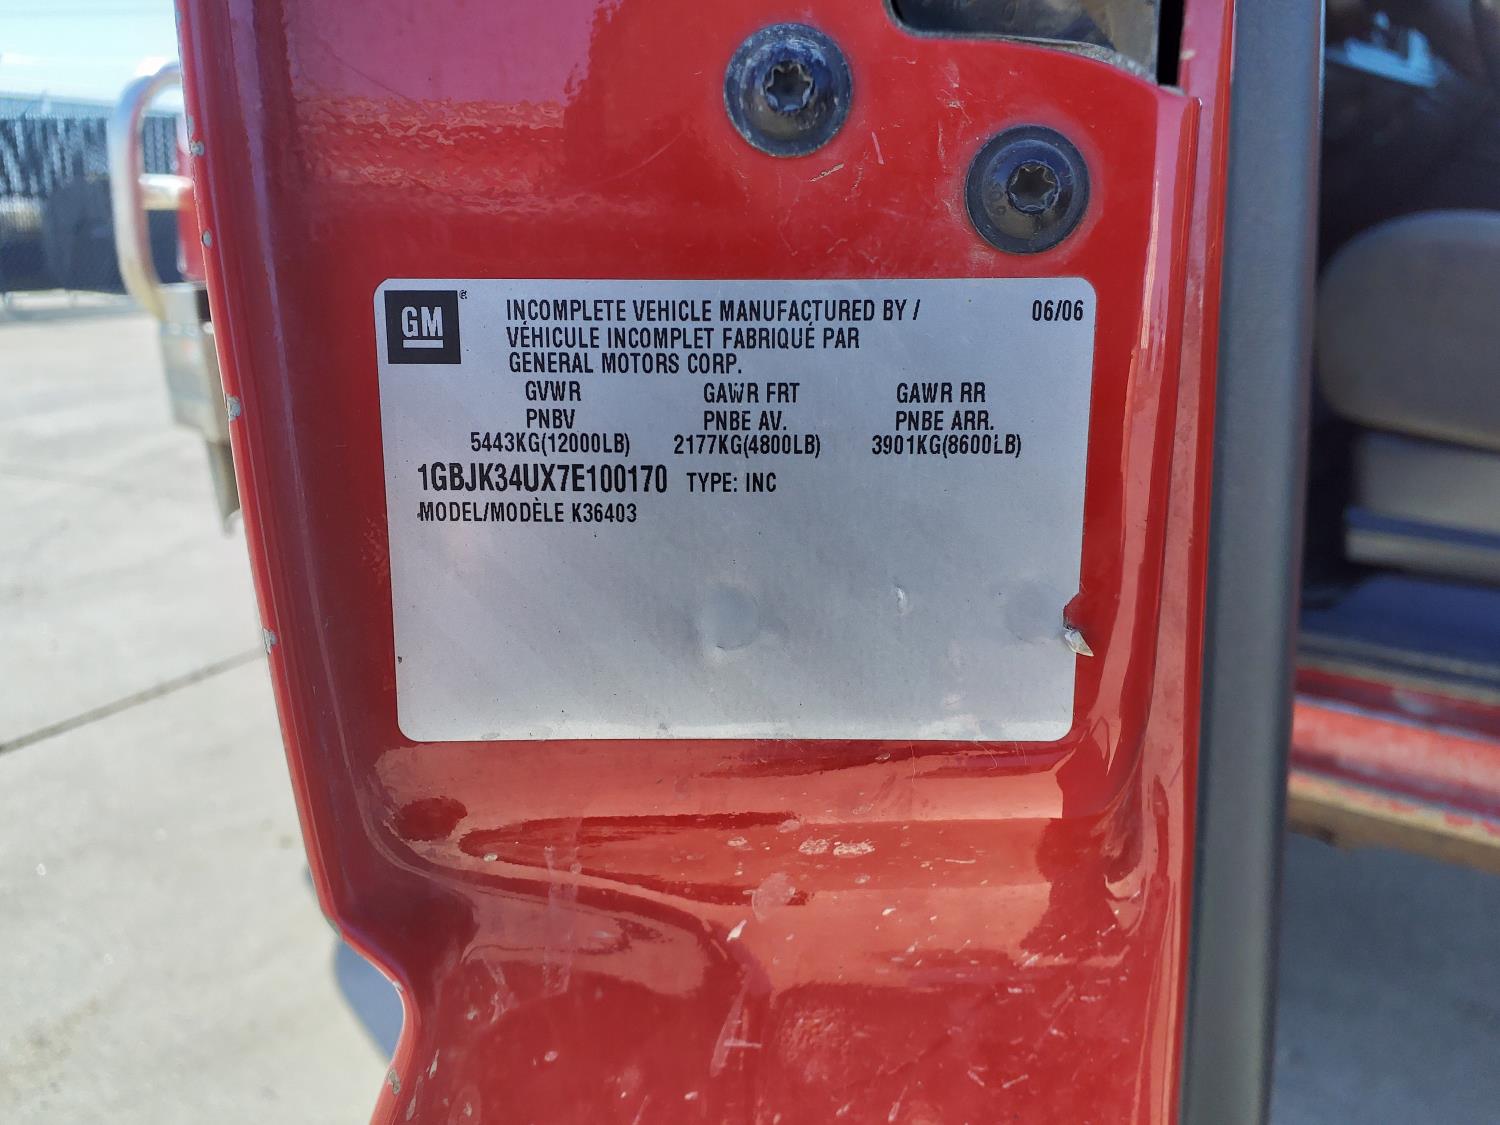 GM®
INCOMPLETE VEHICLE MANUFACTURED BY / 06/06
VÉHICULE INCOMPLET FABRIQUÉ PAR
GENERAL MOTORS CORP.
GVWR GAWR FRT GAWR RR
PNBV PNBE AV. PNBE ARR.
5443KG(12000LB) 2177KG(4800LB) 3901KG(8600LB)
1GBJK34UX7E100170 TYPE: INC
MODEL/MODÈLE K36403